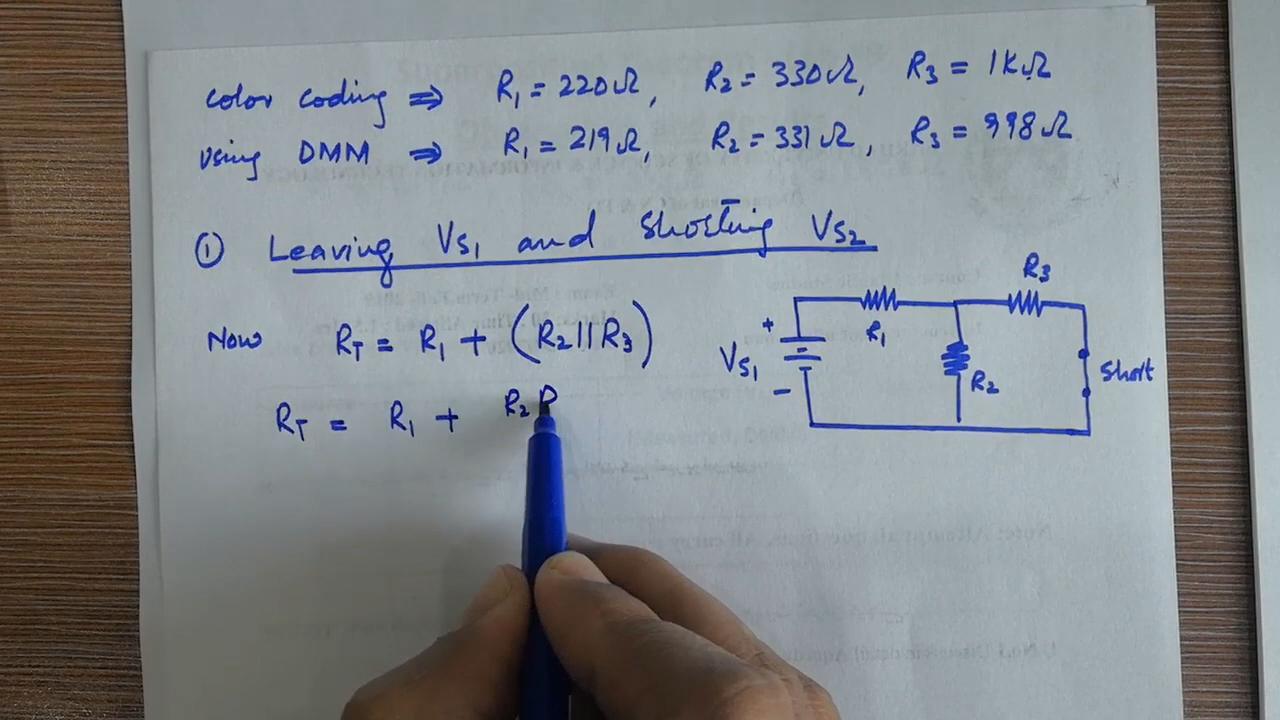 color coding ⇒ R₁ = 220Ω, R₂ = 330Ω, R₃ = 1KΩ
using DMM ⇒ R₁ = 219Ω, R₂ = 331Ω, R₃ = 998Ω
① Leaving VS₁ and Shorting VS₂
Now RT = R₁ + (R₂ || R₃)
RT = R₁ + R₂
R₃
+
R₁
VS₁
R₂
Short
−